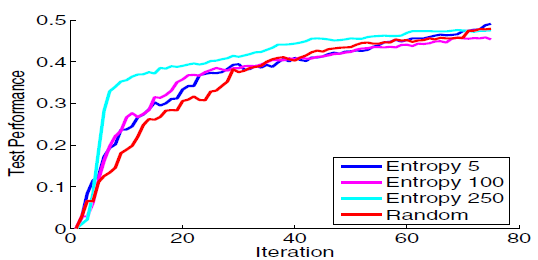 0.5
0.4
0.3
0.2
0.1
0
0 20 40 60 80
Test Performance
Iteration
Entropy 5
Entropy 100
Entropy 250
Random